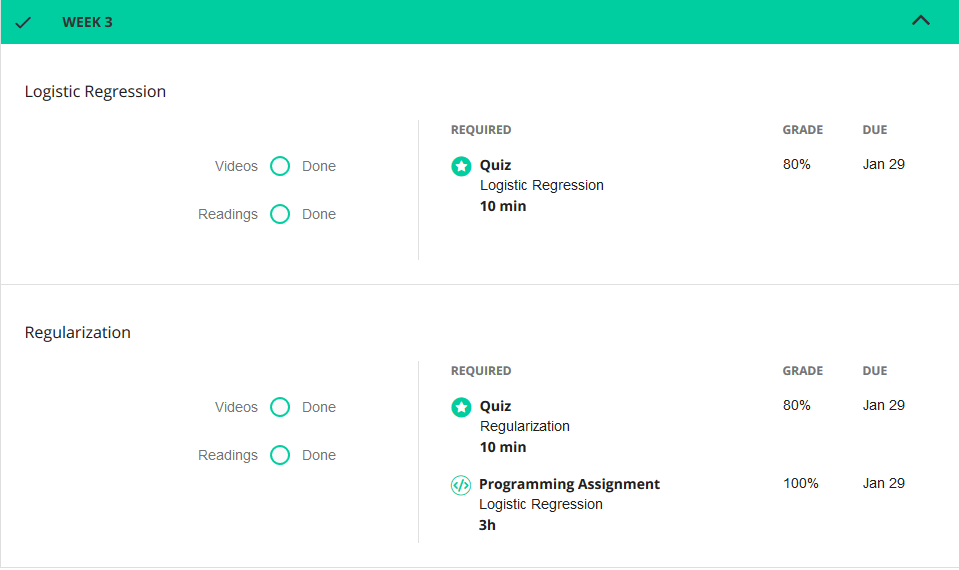 WEEK 3
Logistic Regression
REQUIRED GRADE DUE
Videos Done
Quiz 80% Jan 29
Logistic Regression
10 min
Readings Done
Regularization
REQUIRED GRADE DUE
Videos Done
Quiz 80% Jan 29
Regularization
10 min
Readings Done
Programming Assignment 100% Jan 29
Logistic Regression
3h